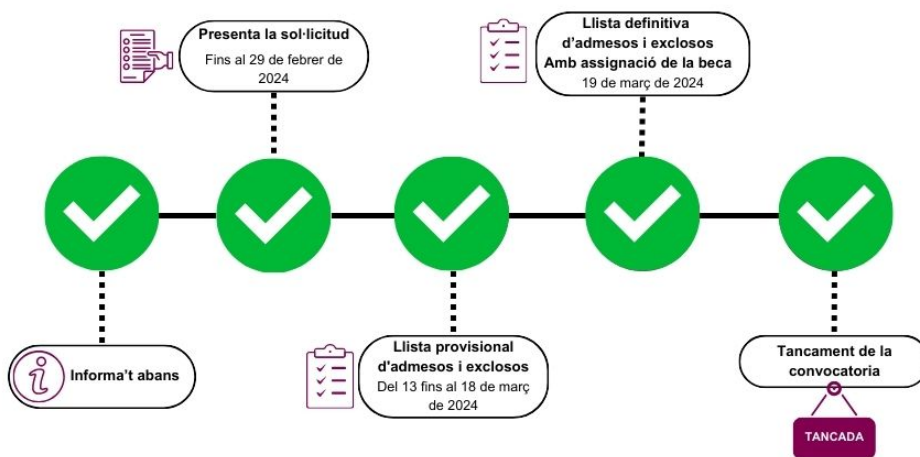 Presenta la sol·licitud
Fins al 29 de febrer de
2024
Llista definitiva
d'admesos i exclosos
Amb assignació de la beca
19 de març de 2024
Informa't abans
Llista provisional
d'admesos i exclosos
Del 13 fins al 18 de març
de 2024
Tancament de la
convocatoria
TANCADA